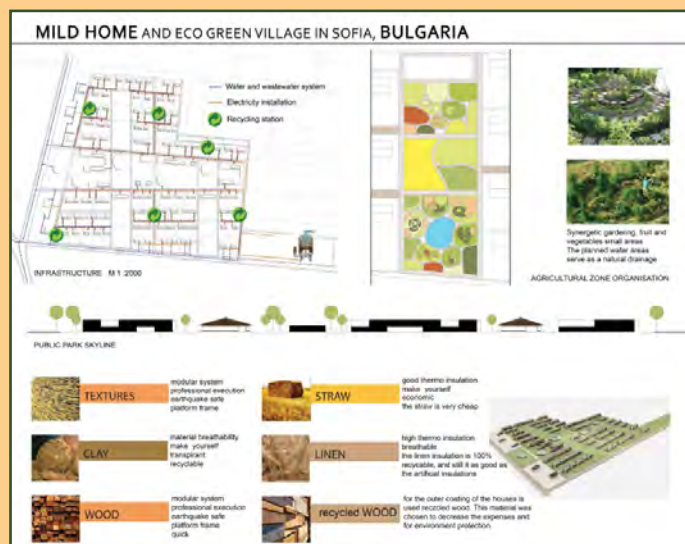 MILD HOME AND ECO GREEN VILLAGE IN SOFIA, BULGARIA
Water and wastewater system
Electricity installation
Recycling station
INFRASTRUCTURE M 1 :2000
Synergetic gardening, fruit and
vegetables small areas
The planned water areas
serve as a natural drainage
AGRICULTURAL ZONE ORGANISATION
PUBLIC PARK SKYLINE
TEXTURES
modular system
professional execution
earthquake safe
platform frame
STRAW
good thermo insulation
make yourself
economic
the straw is very cheap
CLAY
material breathability
make yourself
transpirant
recyclable
LINEN
high thermo insulation
breathable
the linen insulation is 100%
recycable, and still it as good as
the artificial insulations
WOOD
modular system
professional execution
earthquake safe
platform frame
quick
recycled WOOD
for the outer coating of the houses is
used reczcled wood. This material was
chosen to decrease the expenses and
for environment protection.